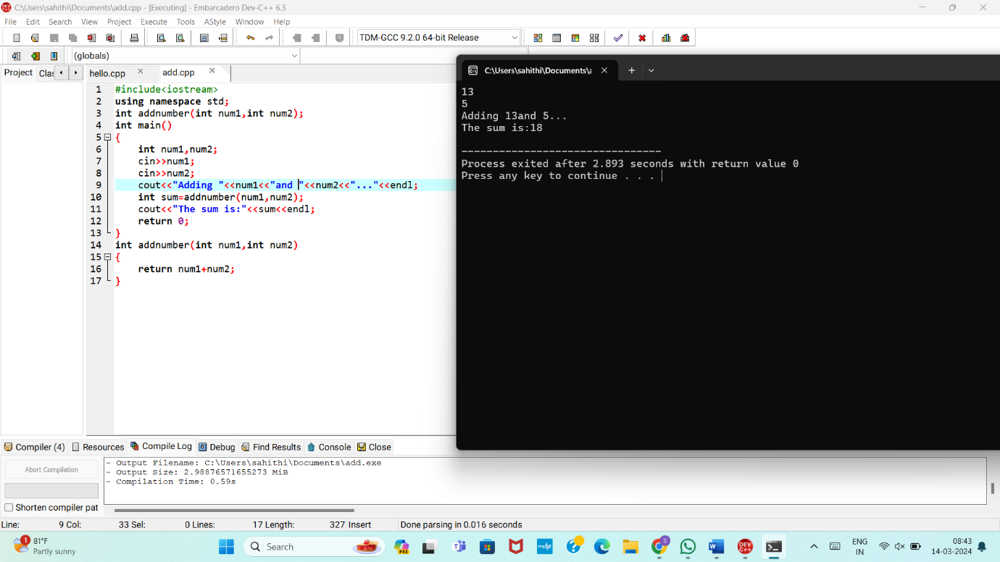 C:\Users\sahithi\Documents\add.cpp - [Executing] - Embarcadero Dev-C++ 6.3
File Edit Search View Project Execute Tools AStyle Window Help
TDM-GCC 9.2.0 64-bit Release
(globals)
Project Clas hello.cpp add.cpp
1 #include<iostream>
2 using namespace std;
3 int addnumber(int num1,int num2);
4 int main()
5 {
6 int num1,num2;
7 cin>>num1;
8 cin>>num2;
9 cout<<"Adding "<<num1<<"and "<<num2<<"..."<<endl;
10 int sum=addnumber(num1,num2);
11 cout<<"The sum is:"<<sum<<endl;
12 return 0;
13 }
14 int addnumber(int num1,int num2)
15 {
16 return num1+num2;
17 }
C:\Users\sahithi\Documents\a
13
5
Adding 13and 5...
The sum is:18
--------------------------------
Process exited after 2.893 seconds with return value 0
Press any key to continue . . .
Compiler (4) Resources Compile Log Debug Find Results Console Close
Abort Compilation
Shorten compiler pat
- Output Filename: C:\Users\sahithi\Documents\add.exe
- Output Size: 2.98876571655273 MiB
- Compilation Time: 0.59s
Line: 9 Col: 33 Sel: 0 Lines: 17 Length: 327 Insert Done parsing in 0.016 seconds
1 81°F
Partly sunny
Search
PRE
myhp
S
DEV C++
ENG
IN
08:43
14-03-2024